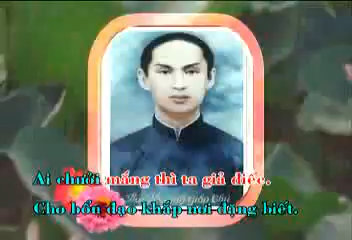 Ai chưởi mắng thì ta giả điếc.
Cho bổn đạo khắp nơi đặng biết.